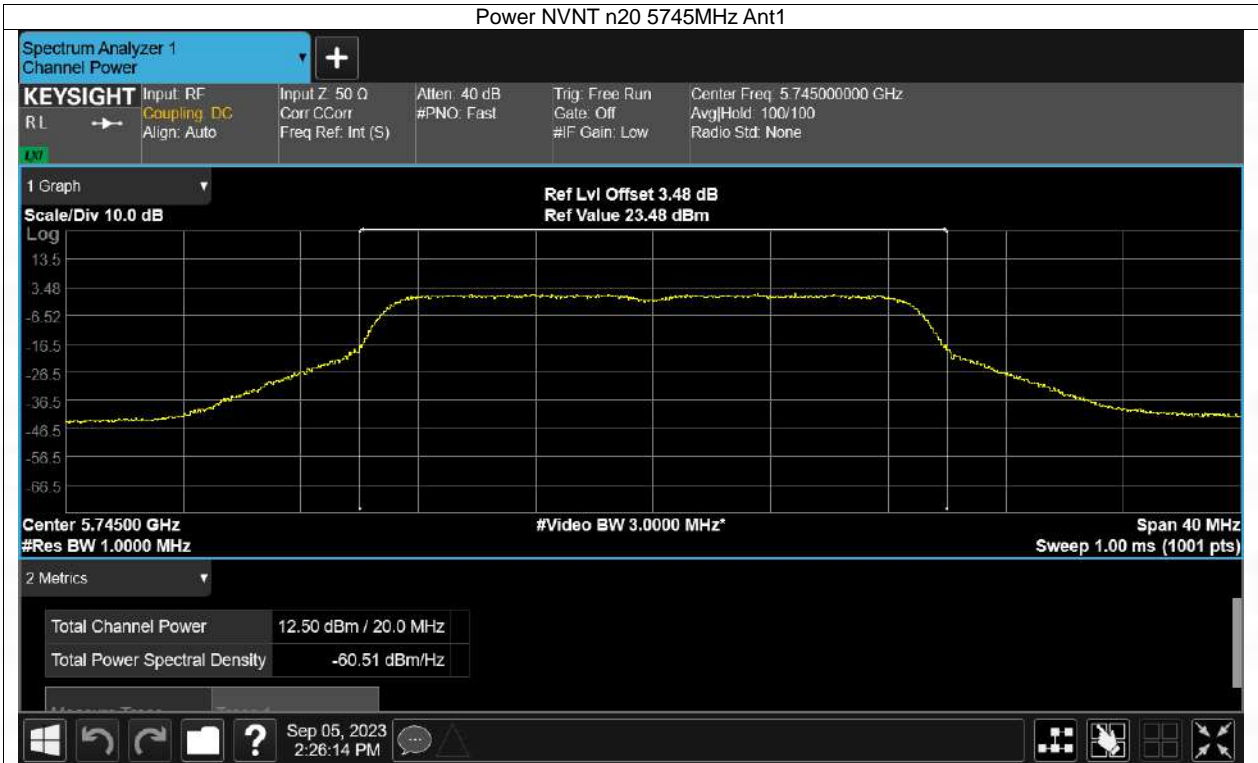 Power NVNT n20 5745MHz Ant1
Spectrum Analyzer 1
Channel Power
+
KEYSIGHT
RL
LXI
Input: RF
Coupling: DC
Align: Auto
Input Z: 50 Ω
Corr CCorr
Freq Ref: Int (S)
Atten: 40 dB
#PNO: Fast
Trig: Free Run
Gate: Off
#IF Gain: Low
Center Freq: 5.745000000 GHz
Avg|Hold: 100/100
Radio Std: None
1 Graph
Scale/Div 10.0 dB
Ref Lvl Offset 3.48 dB
Ref Value 23.48 dBm
Log
13.5
3.48
-6.52
-16.5
-26.5
-36.5
-46.5
-56.5
-66.5
Center 5.74500 GHz
#Video BW 3.0000 MHz*
Span 40 MHz
#Res BW 1.0000 MHz
Sweep 1.00 ms (1001 pts)
2 Metrics
Total Channel Power 12.50 dBm / 20.0 MHz
Total Power Spectral Density -60.51 dBm/Hz
?
Sep 05, 2023
2:26:14 PM